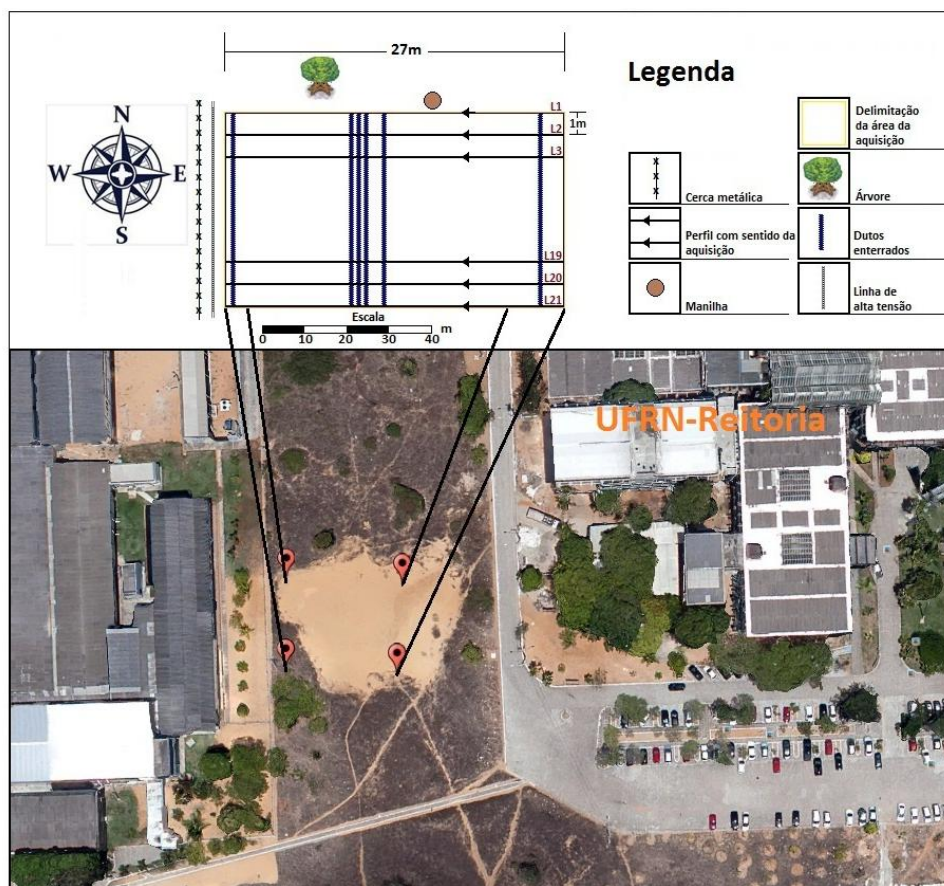 27m
Legenda
L1
1m
L2
L3
N
W E
S
L19
L20
L21
Escala
m
0 10 20 30 40
Cerca metálica
Perfil com sentido da
aquisição
Manilha
Delimitação
da área da
aquisição
Árvore
Dutos
enterrados
Linha de
alta tensão
UFRN-Reitoria